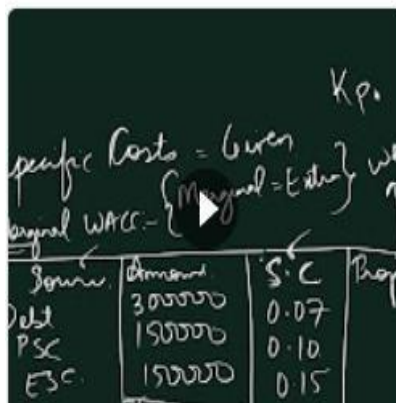 Kp.
pecific Costs = Given
{Marginal = Extra}
arginal WACC:-
Source Amount S.C Prop
Debt 300000 0.07
PSC 150000 0.10
ESC. 150000 0.15